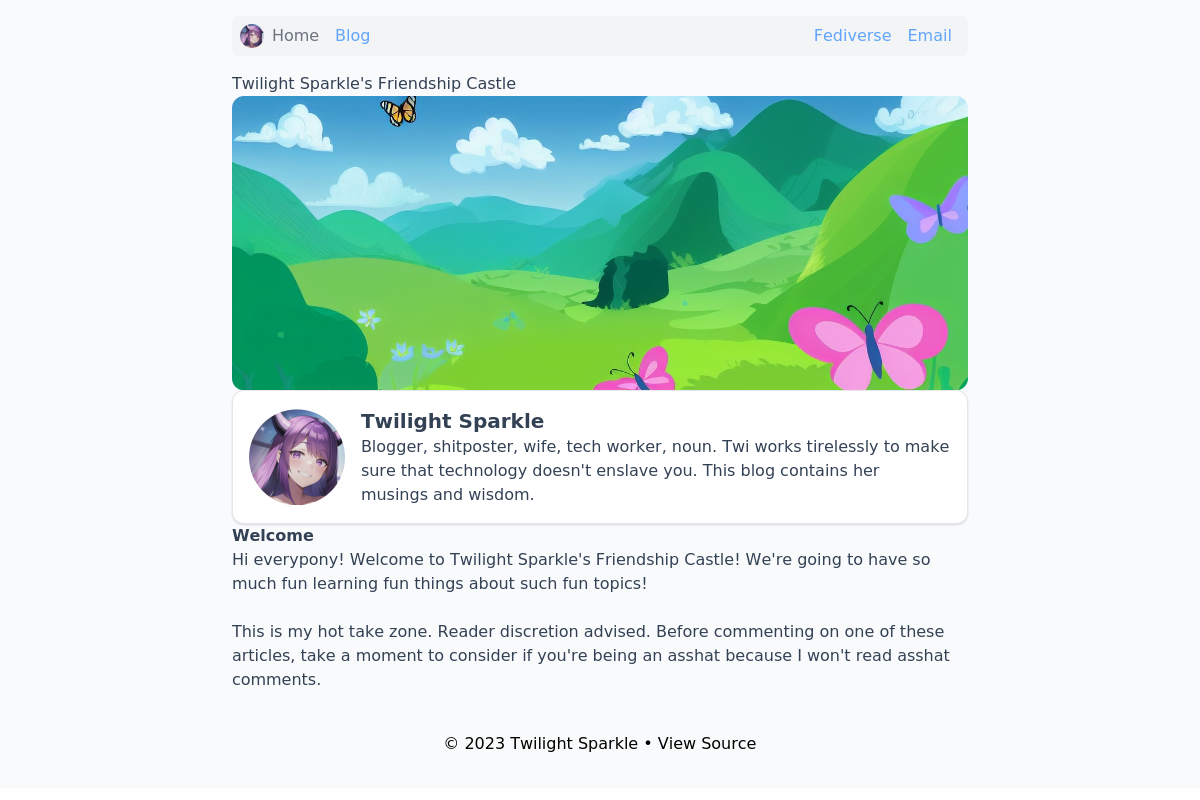 Home Blog Fediverse Email
Twilight Sparkle's Friendship Castle
Twilight Sparkle
Blogger, shitposter, wife, tech worker, noun. Twi works tirelessly to make
sure that technology doesn't enslave you. This blog contains her
musings and wisdom.
Welcome
Hi everypony! Welcome to Twilight Sparkle's Friendship Castle! We're going to have so
much fun learning fun things about such fun topics!
This is my hot take zone. Reader discretion advised. Before commenting on one of these
articles, take a moment to consider if you're being an asshat because I won't read asshat
comments.
© 2023 Twilight Sparkle • View Source